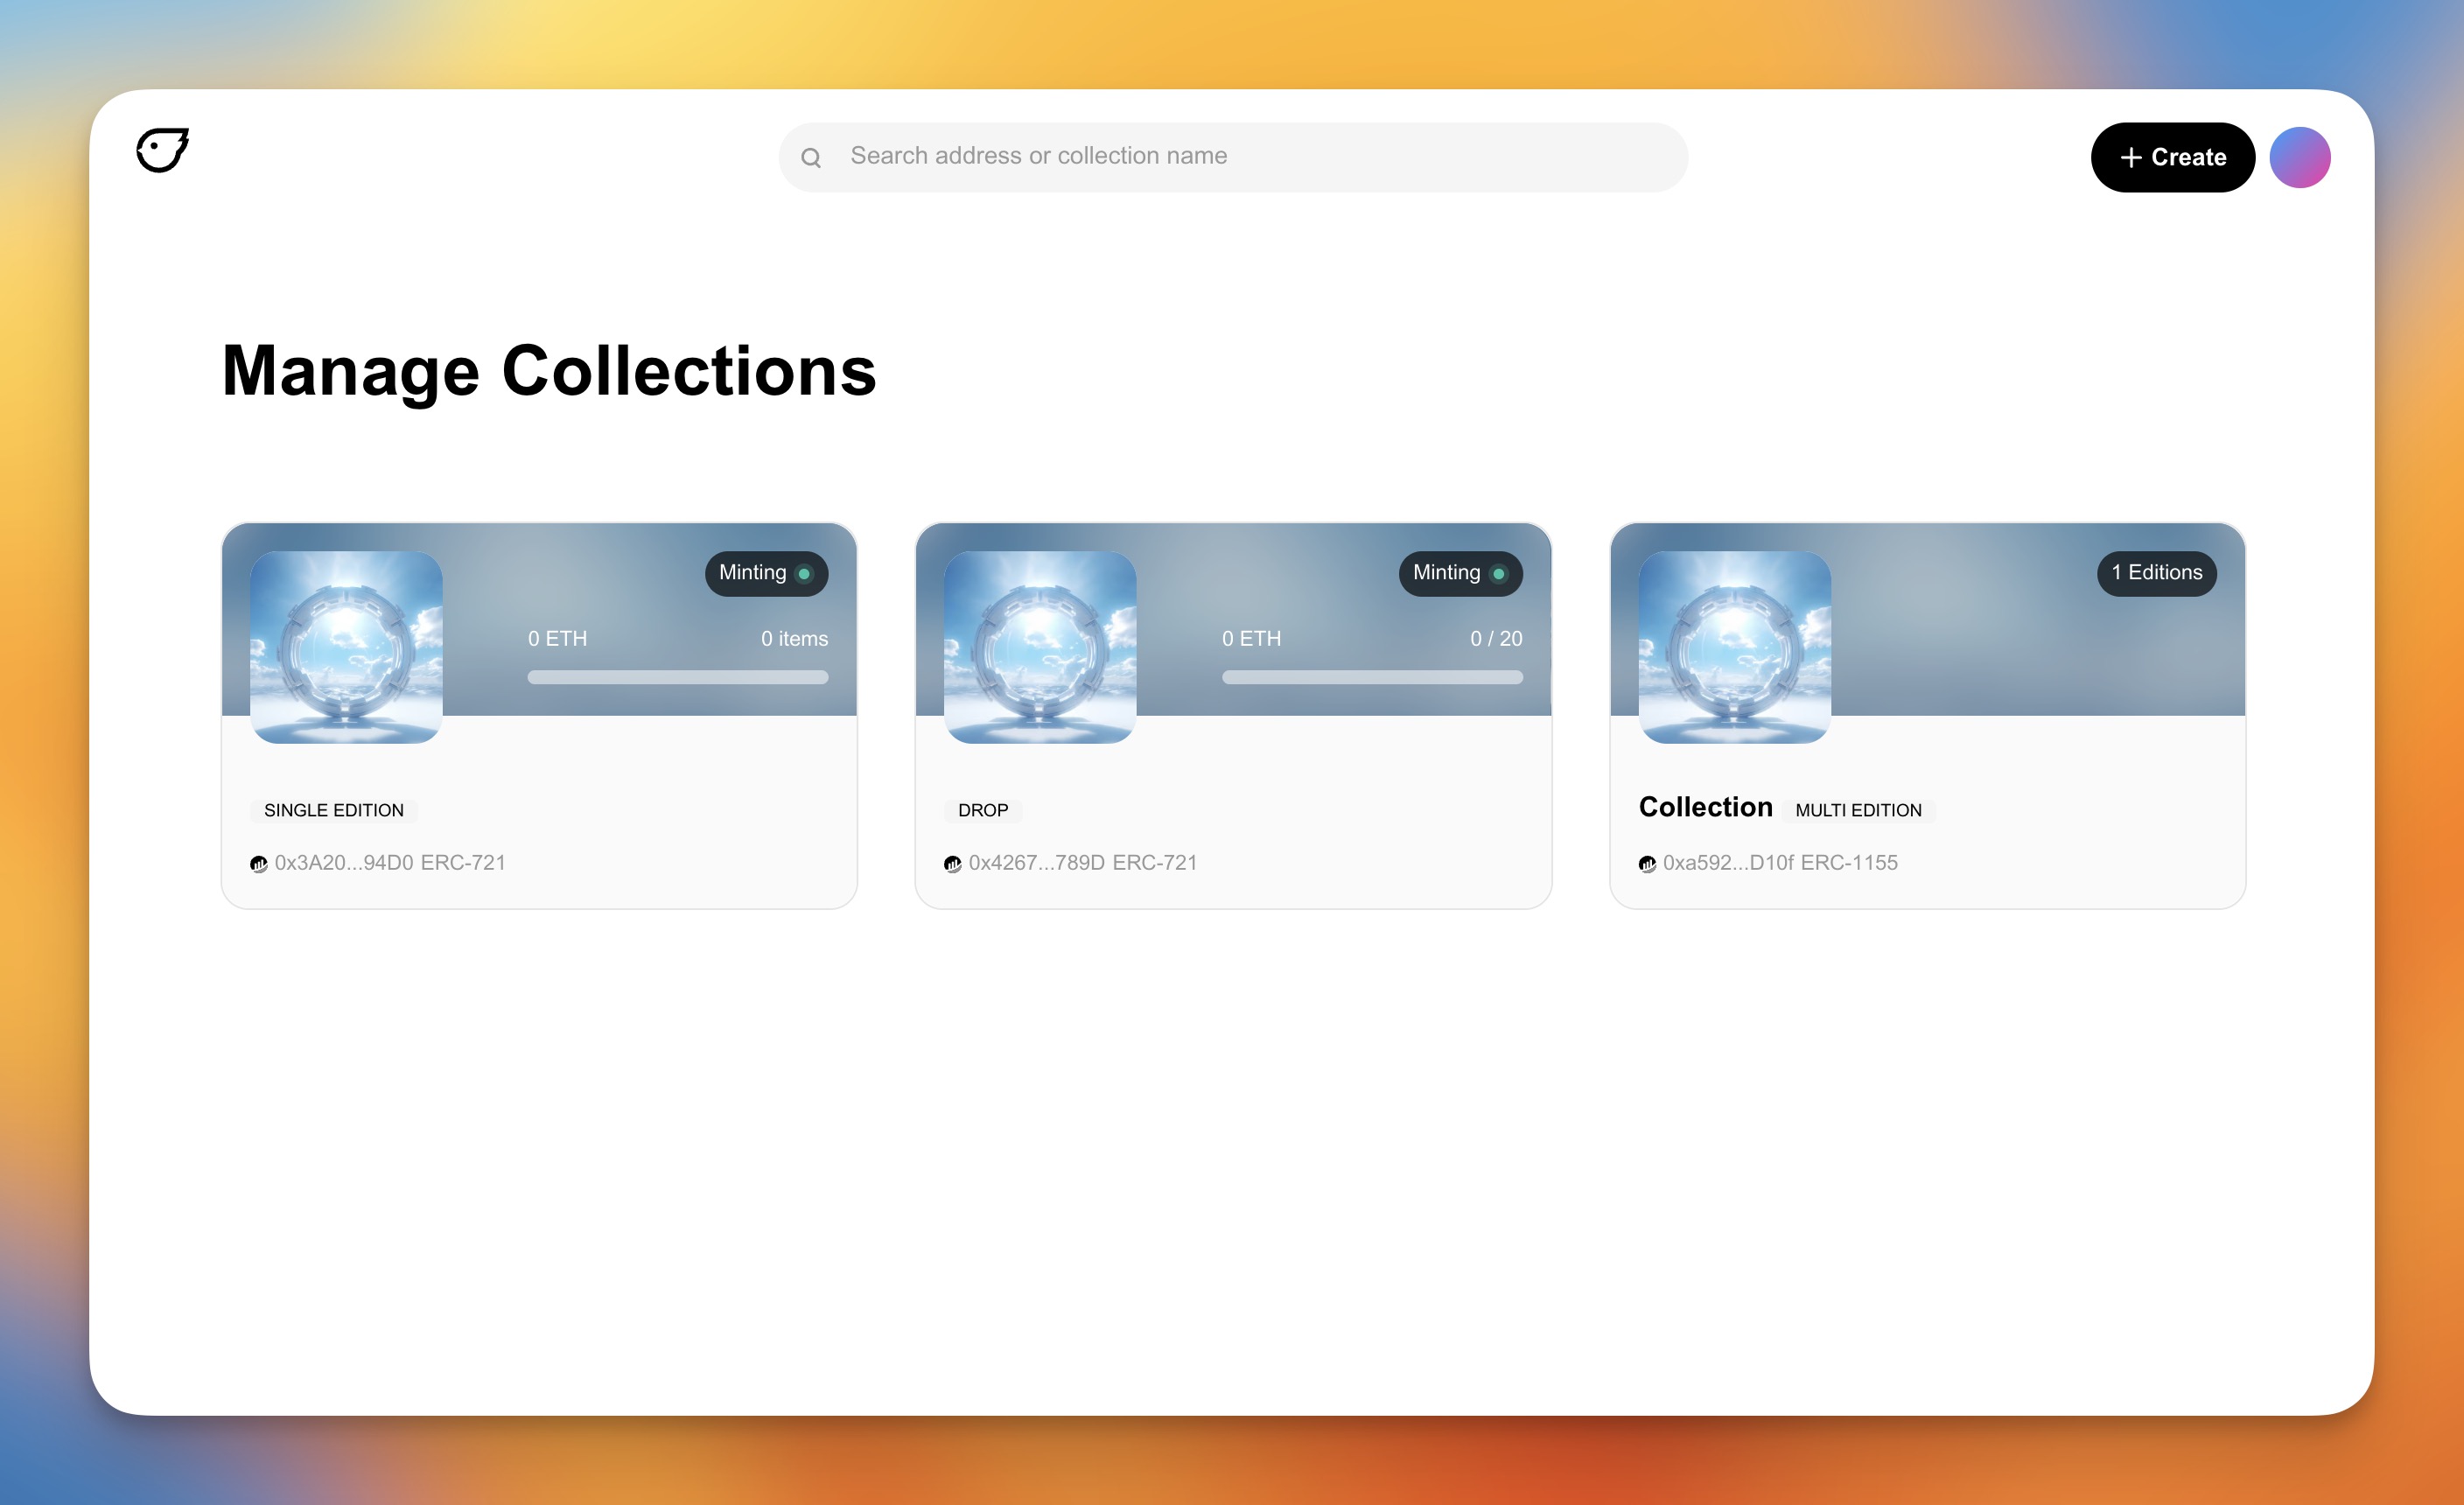 Search address or collection name
Create
Manage Collections
Minting
0 ETH 0 items
SINGLE EDITION
0x3A20...94D0 ERC-721
Minting
0 ETH 0 / 20
DROP
0x4267...789D ERC-721
1 Editions
Collection MULTI EDITION
0xa592...D10f ERC-1155